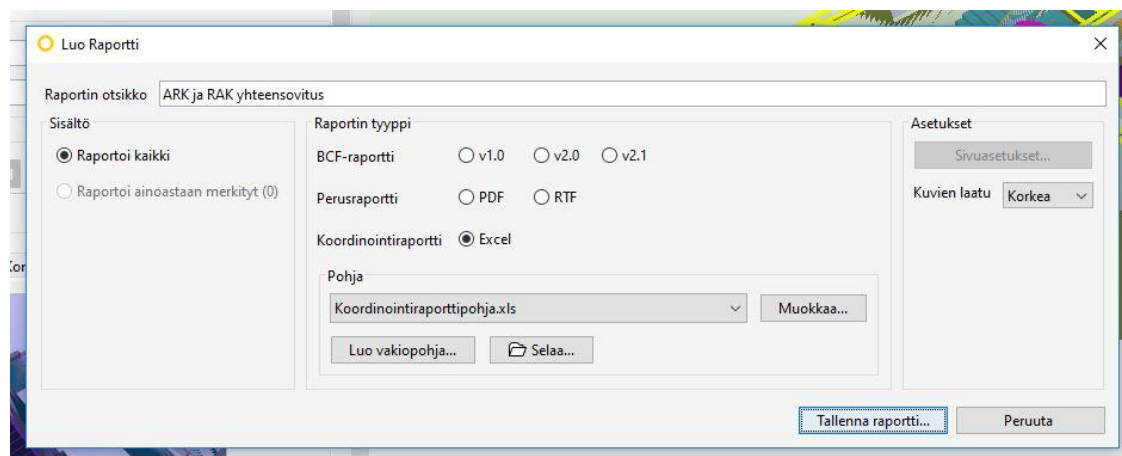 Luo Raportti
Raportin otsikko ARK ja RAK yhteensovitus
Sisältö
Raportoi kaikki
Raportoi ainoastaan merkityt (0)
Raportin tyyppi
BCF-raportti v1.0 v2.0 v2.1
Perusraportti PDF RTF
Koordinointiraportti Excel
Pohja
Koordinointiraporttipohja.xls Muokkaa...
Luo vakiopohja... Selaa...
Asetukset
Sivuasetukset...
Kuvien laatu Korkea
Tallenna raportti... Peruuta